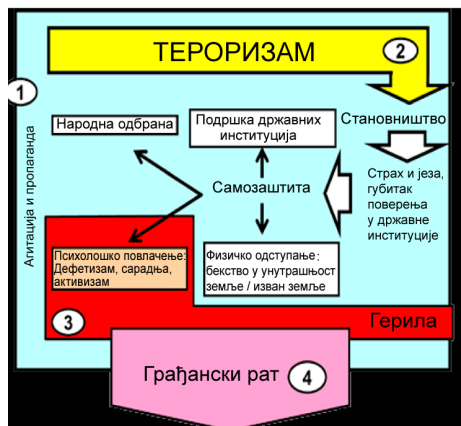 ТЕРОРИЗАМ
2
1
Агитација и пропаганда
Народна одбрана
Подршка државних
институција
Становништво
Страх и језа,
губитак
поверења
у државне
институције
Самозаштита
Психолошко повлачење:
Дефетизам, сарадња,
активизам
Физичко одступање:
бекство у унутрашњост
земље / изван земље
3
Герила
Грађански рат
4